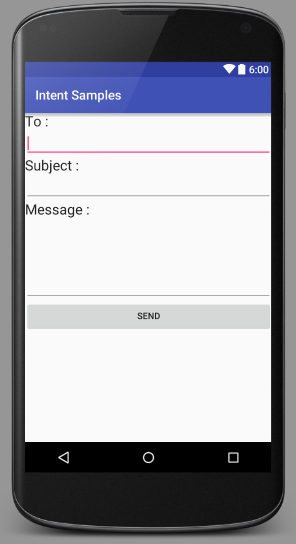 6:00
Intent Samples
To :
Subject :
Message :
SEND